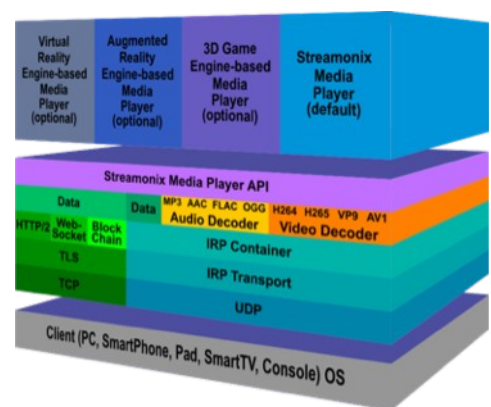 Virtual
Reality
Engine-based
Media
Player
(optional)
Augmented
Reality
Engine-based
Media
Player
(optional)
3D Game
Engine-based
Media
Player
(optional)
Streamonix
Media
Player
(default)
Streamonix Media Player API
Data
Data
MP3 AAC FLAC OGG
Audio Decoder
H264 H265 VP9 AV1
Video Decoder
HTTP/2
Web-
Socket
Block
Chain
IRP Container
TLS
IRP Transport
TCP
UDP
Client (PC, SmartPhone, Pad, SmartTV, Console) OS